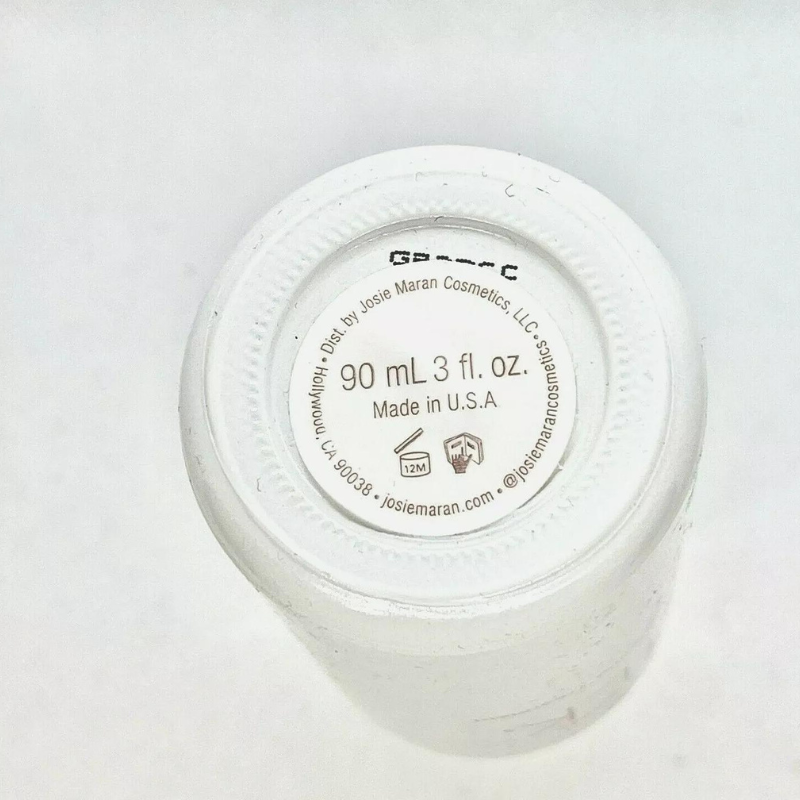 Dist. by Josie Maran Cosmetics, LLC • @josiemarancosmetics • josiemaran.com • Hollywood, CA 90038 •
90 mL 3 fl. oz.
Made in U.S.A
12M